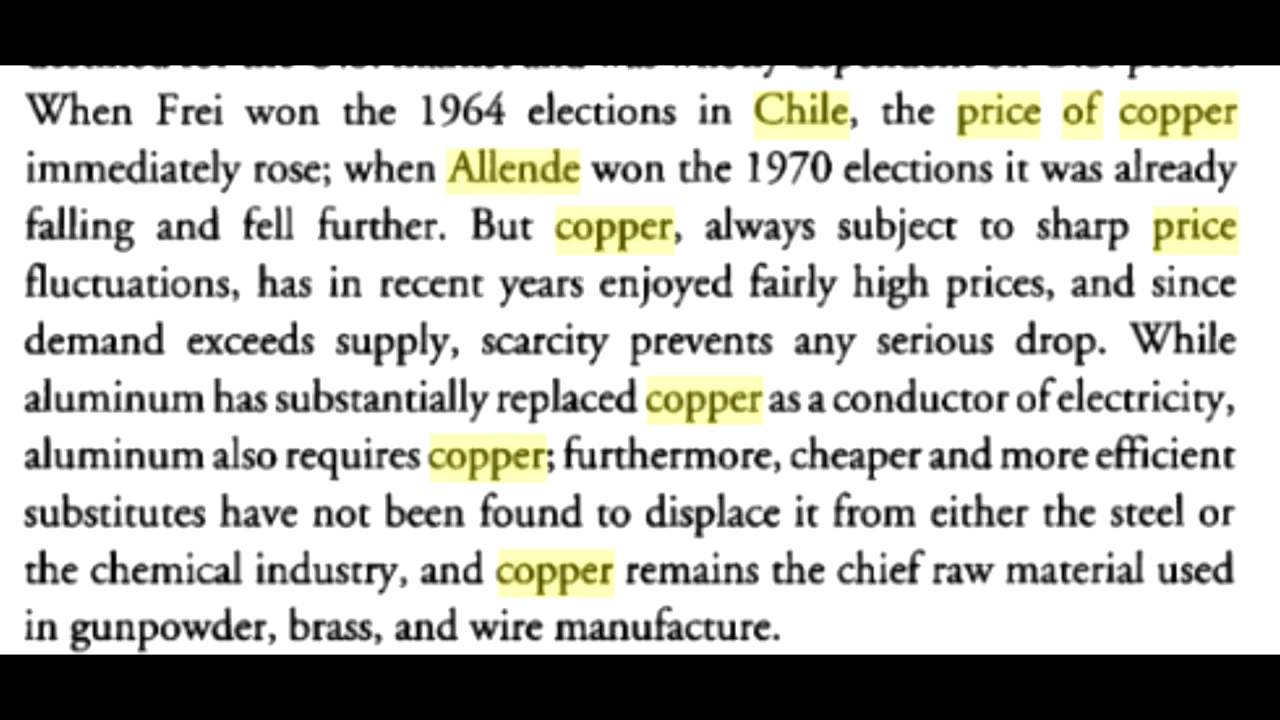 When Frei won the 1964 elections in Chile, the price of copper
immediately rose; when Allende won the 1970 elections it was already
falling and fell further. But copper, always subject to sharp price
fluctuations, has in recent years enjoyed fairly high prices, and since
demand exceeds supply, scarcity prevents any serious drop. While
aluminum has substantially replaced copper as a conductor of electricity,
aluminum also requires copper; furthermore, cheaper and more efficient
substitutes have not been found to displace it from either the steel or
the chemical industry, and copper remains the chief raw material used
in gunpowder, brass, and wire manufacture.